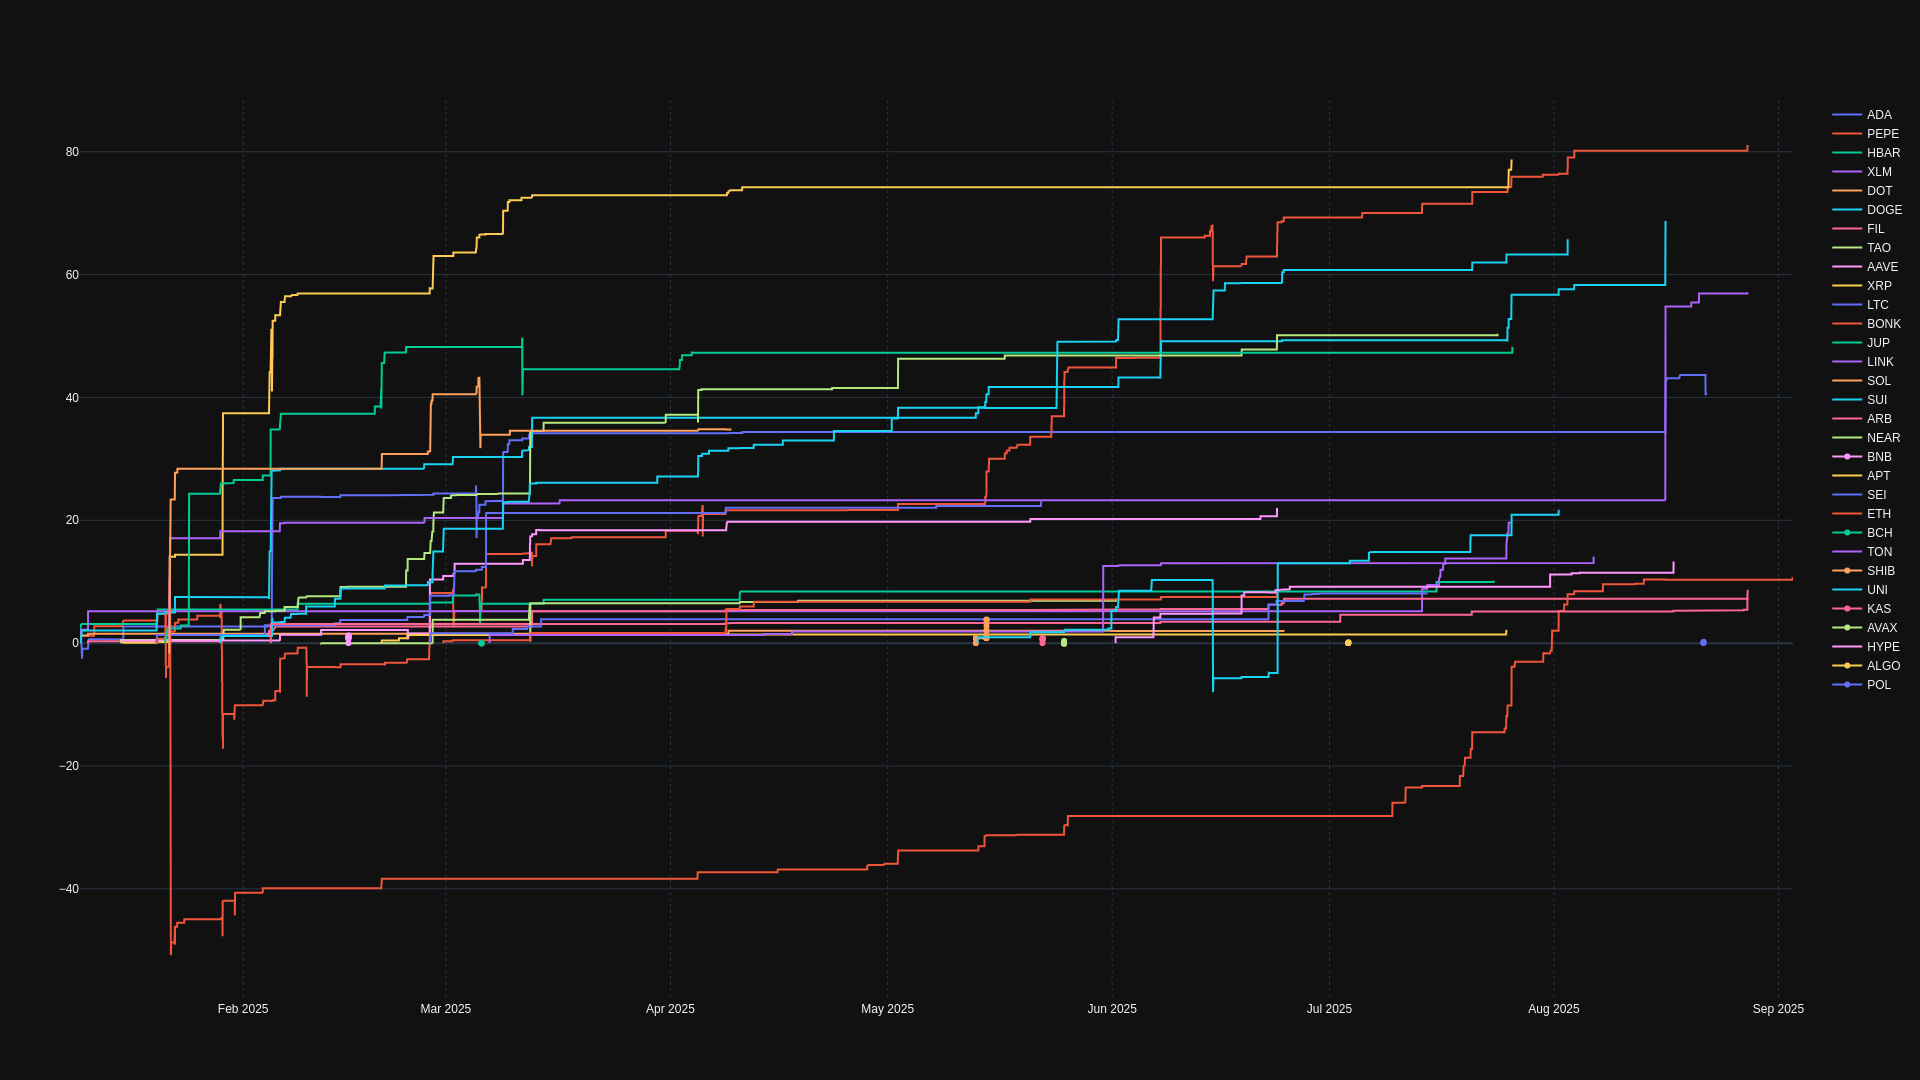 80
60
40
20
0
−20
−40
Feb 2025
Mar 2025
Apr 2025
May 2025
Jun 2025
Jul 2025
Aug 2025
Sep 2025
ADA
PEPE
HBAR
XLM
DOT
DOGE
FIL
TAO
AAVE
XRP
LTC
BONK
JUP
LINK
SOL
SUI
ARB
NEAR
BNB
APT
SEI
ETH
BCH
TON
SHIB
UNI
KAS
AVAX
HYPE
ALGO
POL